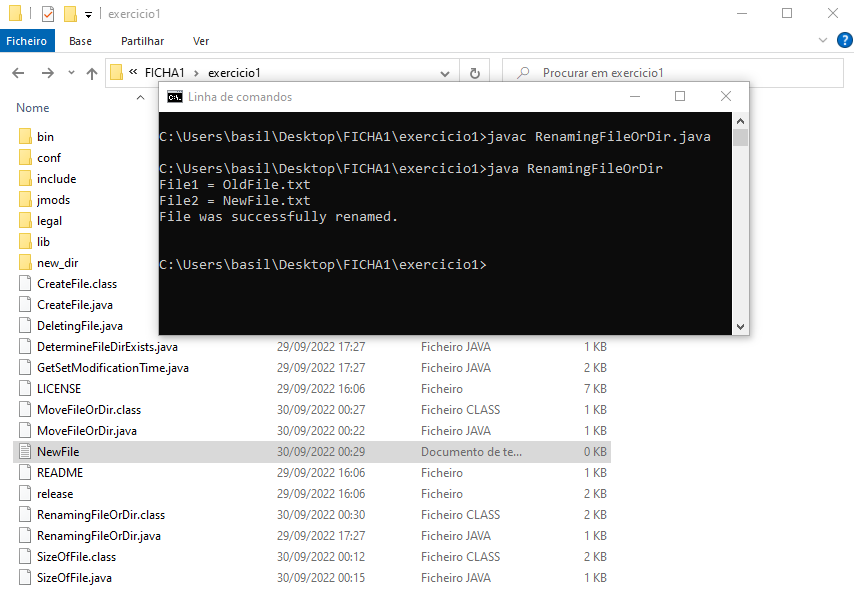 exercicio1
Ficheiro Base Partilhar Ver
« FICHA1 › exercicio1 Procurar em exercicio1
Linha de comandos
Nome
C:\Users\basil\Desktop\FICHA1\exercicio1>javac RenamingFileOrDir.java
C:\Users\basil\Desktop\FICHA1\exercicio1>java RenamingFileOrDir
File1 = OldFile.txt
File2 = NewFile.txt
File was successfully renamed.
C:\Users\basil\Desktop\FICHA1\exercicio1>
bin
conf
include
jmods
legal
lib
new_dir
CreateFile.class
CreateFile.java
DeletingFile.java
DetermineFileDirExists.java 29/09/2022 17:27 Ficheiro JAVA 1 KB
GetSetModificationTime.java 29/09/2022 17:27 Ficheiro JAVA 2 KB
LICENSE 29/09/2022 16:06 Ficheiro 7 KB
MoveFileOrDir.class 30/09/2022 00:27 Ficheiro CLASS 1 KB
MoveFileOrDir.java 30/09/2022 00:22 Ficheiro JAVA 1 KB
NewFile 30/09/2022 00:29 Documento de te... 0 KB
README 29/09/2022 16:06 Ficheiro 1 KB
release 29/09/2022 16:06 Ficheiro 2 KB
RenamingFileOrDir.class 30/09/2022 00:30 Ficheiro CLASS 2 KB
RenamingFileOrDir.java 29/09/2022 17:27 Ficheiro JAVA 1 KB
SizeOfFile.class 30/09/2022 00:12 Ficheiro CLASS 2 KB
SizeOfFile.java 30/09/2022 00:15 Ficheiro JAVA 1 KB